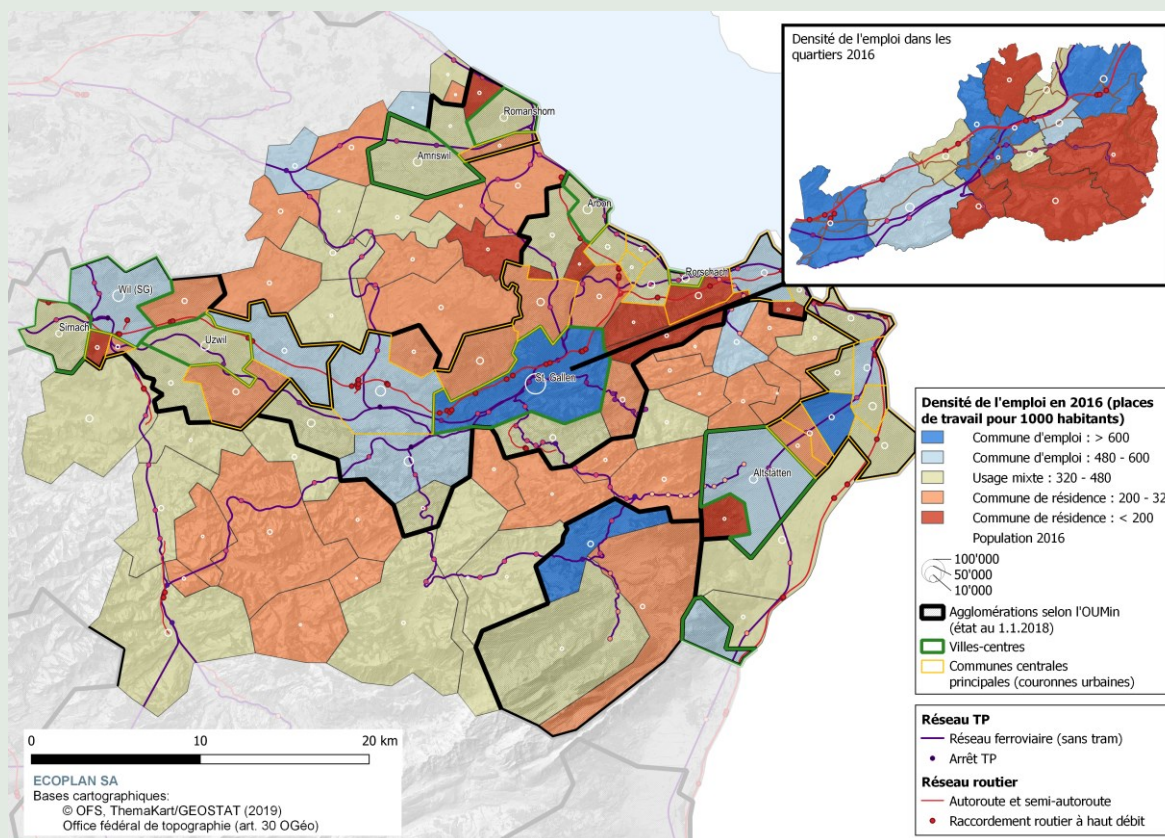 Densité de l'emploi dans les
quartiers 2016
Romanshorn
Amriswil
Arbon
Rorschach
Wil (SG)
Sirnach
Uzwil
St. Gallen
Altstätten
Densité de l'emploi en 2016 (places
de travail pour 1000 habitants)
Commune d'emploi : > 600
Commune d'emploi : 480 - 600
Usage mixte : 320 - 480
Commune de résidence : 200 - 32
Commune de résidence : < 200
Population 2016
100'000
50'000
10'000
Agglomérations selon l'OUMin
(état au 1.1.2018)
Villes-centres
Communes centrales
principales (couronnes urbaines)
Réseau TP
Réseau ferroviaire (sans tram)
Arrêt TP
Réseau routier
Autoroute et semi-autoroute
Raccordement routier à haut débit
0 10 20 km
ECOPLAN SA
Bases cartographiques:
© OFS, ThemaKart/GEOSTAT (2019)
Office fédéral de topographie (art. 30 OGéo)